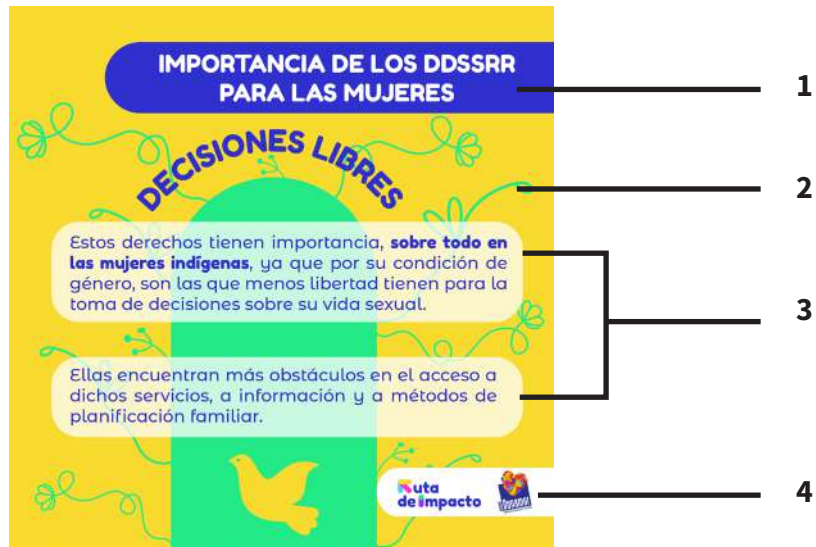 IMPORTANCIA DE LOS DDSSRR
PARA LAS MUJERES
1
DECISIONES LIBRES
2
Estos derechos tienen importancia, sobre todo en
las mujeres indígenas, ya que por su condición de
género, son las que menos libertad tienen para la
toma de decisiones sobre su vida sexual.
3
Ellas encuentran más obstáculos en el acceso a
dichos servicios, a información y a métodos de
planificación familiar.
Ruta
de impacto
4